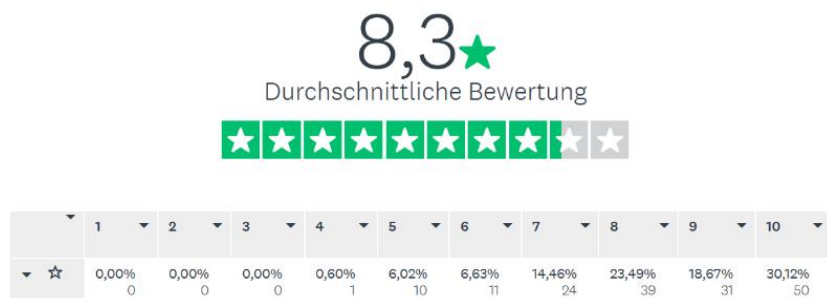 8,3
Durchschnittliche Bewertung
1 2 3 4 5 6 7 8 9 10
0,00% 0,00% 0,00% 0,60% 6,02% 6,63% 14,46% 23,49% 18,67% 30,12%
0 0 0 1 10 11 24 39 31 50